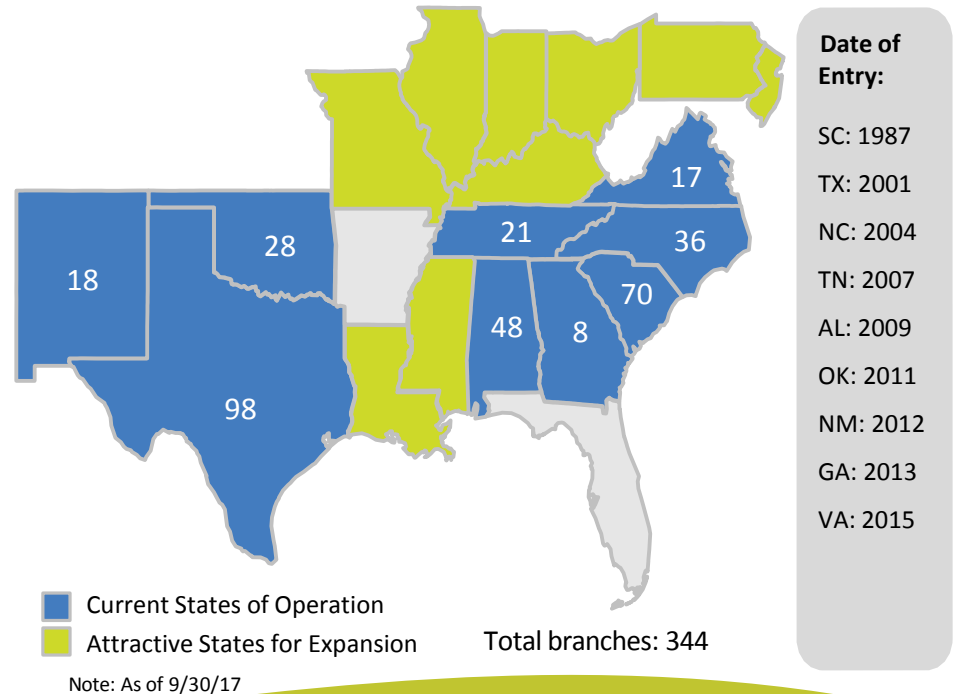 17
21
36
28
18
70
48
8
98
Current States of Operation
Attractive States for Expansion
Total branches: 344
Note: As of 9/30/17
Date of
Entry:
SC: 1987
TX: 2001
NC: 2004
TN: 2007
AL: 2009
OK: 2011
NM: 2012
GA: 2013
VA: 2015